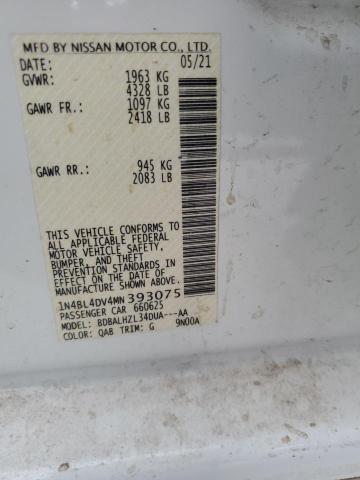 MFD BY NISSAN MOTOR CO., LTD.
DATE: 05/21
GVWR: 1963 KG
4328 LB
GAWR FR.: 1097 KG
2418 LB
GAWR RR.: 945 KG
2083 LB
THIS VEHICLE CONFORMS TO
ALL APPLICABLE FEDERAL
MOTOR VEHICLE SAFETY,
BUMPER, AND THEFT
PREVENTION STANDARDS IN
EFFECT ON THE DATE OF
MANUFACTURE SHOWN ABOVE.
1N4BL4DV4MN393075
PASSENGER CAR 660625
MODEL: BDBALHZL34DUA---AA
COLOR: QAB TRIM: G 9N00A